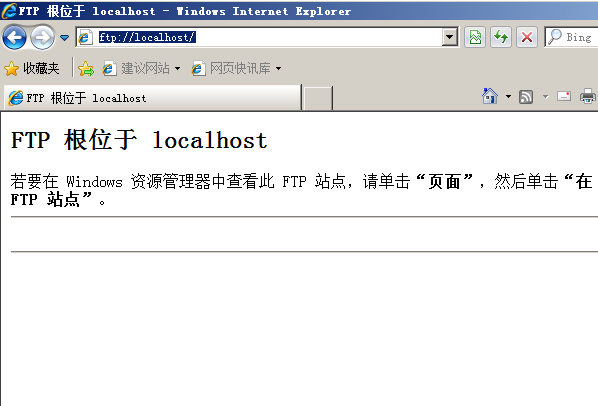 FTP 根位于 localhost - Windows Internet Explorer
ftp://localhost/
Bing
收藏夹 建议网站 网页快讯库
FTP 根位于 localhost
FTP 根位于 localhost
若要在 Windows 资源管理器中查看此 FTP 站点，请单击“页面”，然后单击“在
FTP 站点”。